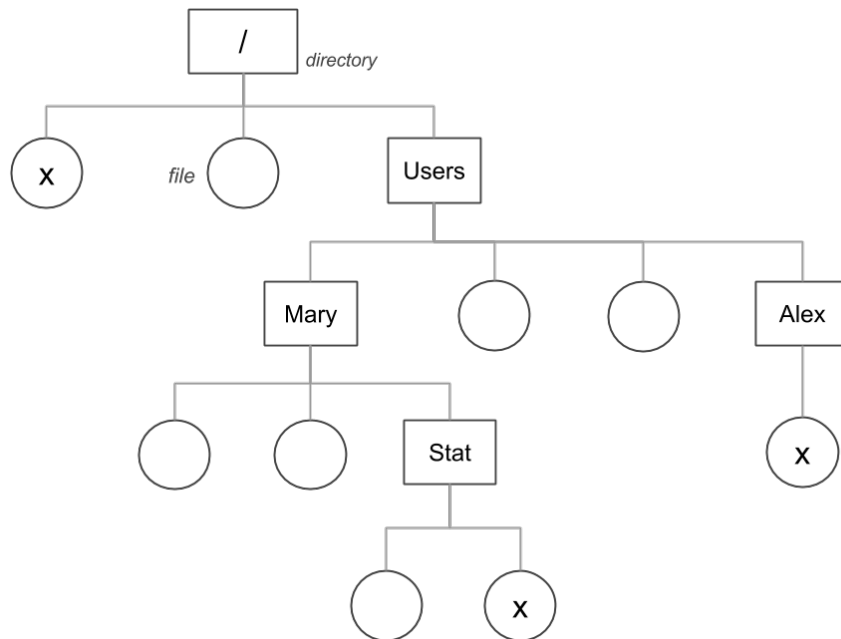 /
directory
x
file
Users
Mary
Alex
Stat
x
x